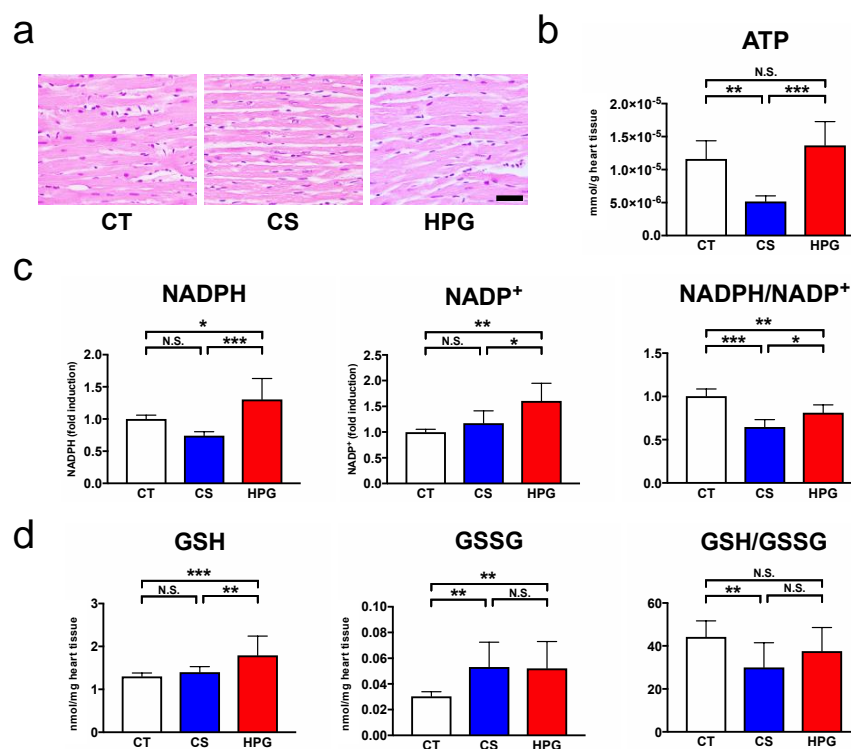 a
CT CS HPG
b
ATP
N.S.
** ***
mmol/g heart tissue
2.0×10⁻⁵
1.5×10⁻⁵
1.0×10⁻⁵
5.0×10⁻⁶
0.0
CT CS HPG
c
NADPH
*
N.S. ***
NADPH (fold induction)
2.0
1.5
1.0
0.5
0.0
CT CS HPG
NADP⁺
**
N.S. *
NADP⁺ (fold induction)
2.5
2.0
1.5
1.0
0.5
0.0
CT CS HPG
NADPH/NADP⁺
**
*** *
1.5
1.0
0.5
0.0
CT CS HPG
d
GSH
***
N.S. **
nmol/mg heart tissue
3
2
1
0
CT CS HPG
GSSG
**
** N.S.
nmol/mg heart tissue
0.10
0.08
0.06
0.04
0.02
0.00
CT CS HPG
GSH/GSSG
N.S.
** N.S.
60
40
20
0
CT CS HPG